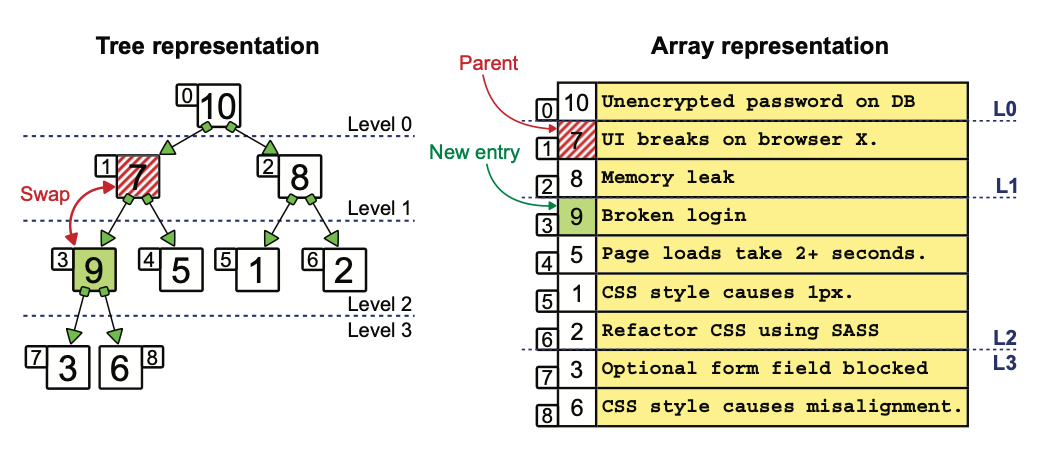 Tree representation
0 10
Level 0
1 7
2 8
Swap
Level 1
3 9
4 5
5 1
6 2
Level 2
Level 3
7 3
6 8
Array representation
Parent
New entry
0 10 Unencrypted password on DB
L0
1 7 UI breaks on browser X.
2 8 Memory leak
L1
3 9 Broken login
4 5 Page loads take 2+ seconds.
5 1 CSS style causes 1px.
6 2 Refactor CSS using SASS
L2
L3
7 3 Optional form field blocked
8 6 CSS style causes misalignment.